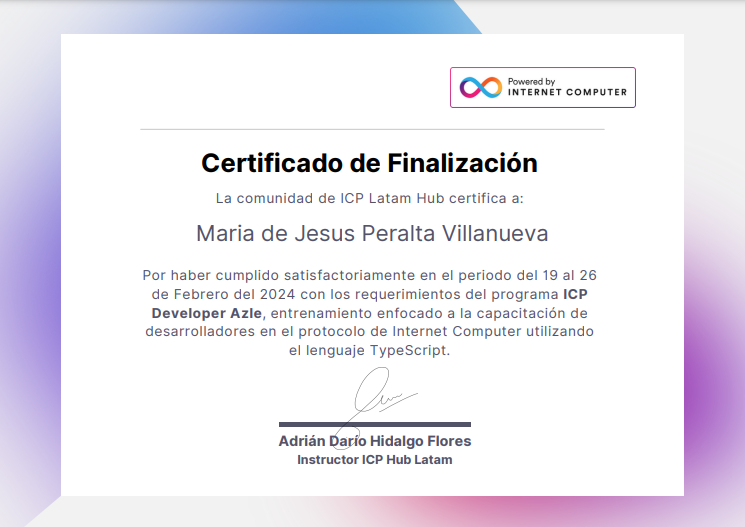 Powered by
INTERNET COMPUTER
Certificado de Finalización
La comunidad de ICP Latam Hub certifica a:
Maria de Jesus Peralta Villanueva
Por haber cumplido satisfactoriamente en el periodo del 19 al 26
de Febrero del 2024 con los requerimientos del programa ICP
Developer Azle, entrenamiento enfocado a la capacitación de
desarrolladores en el protocolo de Internet Computer utilizando
el lenguaje TypeScript.
Adrián Darío Hidalgo Flores
Instructor ICP Hub Latam